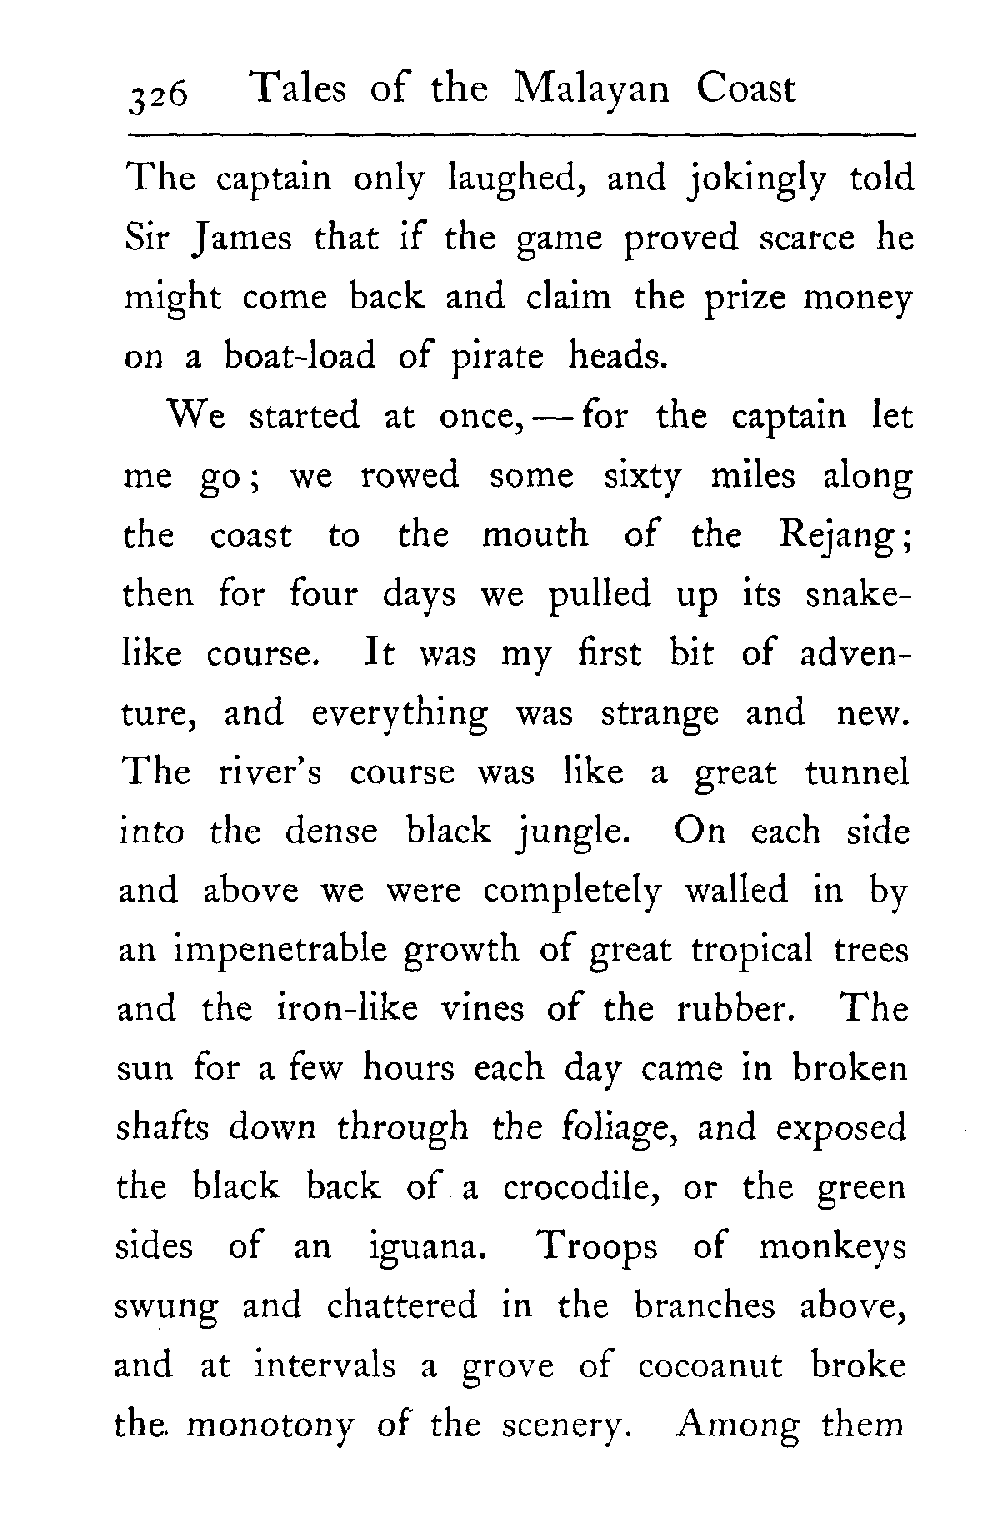 326 Tales of the Malayan Coast
The captain only laughed, and jokingly told
Sir James that if the game proved scarce he
might come back and claim the prize money
on a boat-load of pirate heads.
We started at once, — for the captain let
me go; we rowed some sixty miles along
the coast to the mouth of the Rejang;
then for four days we pulled up its snake-
like course. It was my first bit of adven-
ture, and everything was strange and new.
The river's course was like a great tunnel
into the dense black jungle. On each side
and above we were completely walled in by
an impenetrable growth of great tropical trees
and the iron-like vines of the rubber. The
sun for a few hours each day came in broken
shafts down through the foliage, and exposed
the black back of a crocodile, or the green
sides of an iguana. Troops of monkeys
swung and chattered in the branches above,
and at intervals a grove of cocoanut broke
the monotony of the scenery. Among them